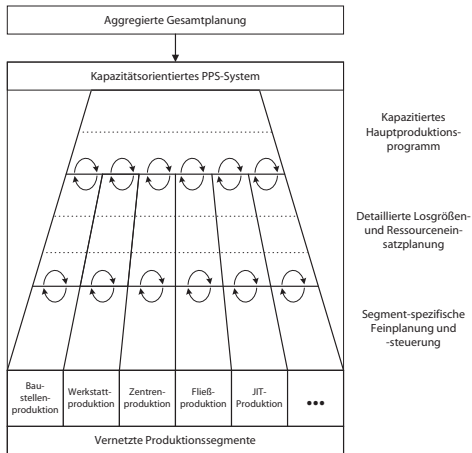 Aggregierte Gesamtplanung
Kapazitätsorientiertes PPS-System
Kapazitiertes
Hauptproduktions-
programm
Detaillierte Losgrößen-
und Ressourcenein-
satzplanung
Segment-spezifische
Feinplanung und
-steuerung
Bau-
stellen-
produktion
Werkstatt-
produktion
Zentren-
produktion
Fließ-
produktion
JIT-
Produktion
•••
Vernetzte Produktionssegmente